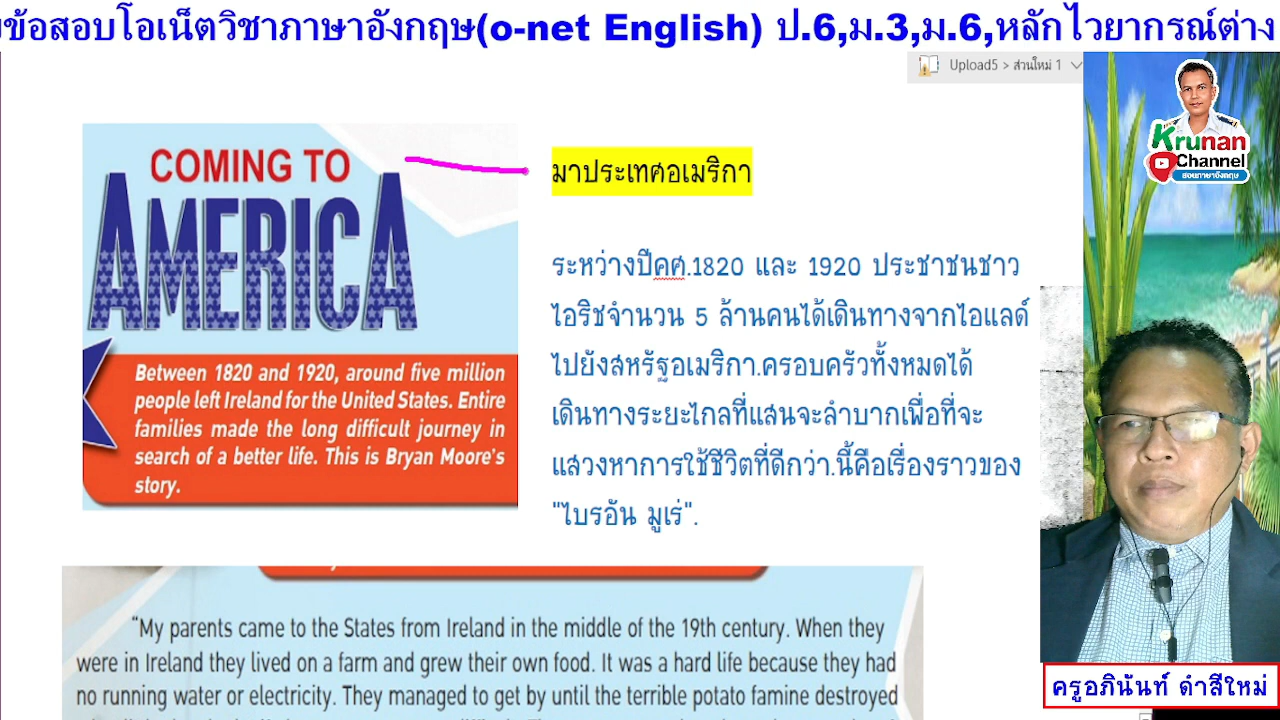 ข้อสอบโอเน็ตวิชาภาษาอังกฤษ(o-net English) ป.6,ม.3,ม.6,หลักไวยากรณ์ต่าง
Upload5 > ส่วนใหม่ 1
Krunan
Channel
สอนภาษาอังกฤษ
COMING TO
AMERICA
มาประเทศอเมริกา
Between 1820 and 1920, around five million
people left Ireland for the United States. Entire
families made the long difficult journey in
search of a better life. This is Bryan Moore's
story.
ระหว่างปีคศ.1820 และ 1920 ประชาชนชาว
ไอริชจำนวน 5 ล้านคนได้เดินทางจากไอแลด์
ไปยังสหรัฐอเมริกา.ครอบครัวทั้งหมดได้
เดินทางระยะไกลที่แสนจะลำบากเพื่อที่จะ
แสวงหาการใช้ชีวิตที่ดีกว่า.นี้คือเรื่องราวของ
"ไบรอัน มูเร่".
"My parents came to the States from Ireland in the middle of the 19th century. When they
were in Ireland they lived on a farm and grew their own food. It was a hard life because they had
no running water or electricity. They managed to get by until the terrible potato famine destroyed
ครูอภินันท์ ดำสีใหม่